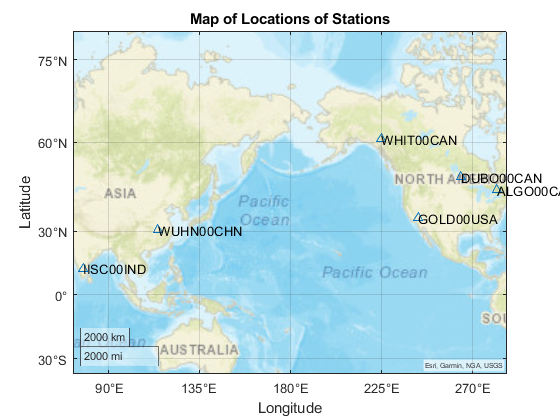 Map of Locations of Stations
75°N
60°N
30°N
0°
30°S
Latitude
WHIT00CAN
DUBO00CAN
NORTH A
ALGO00CA
ASIA
Pacific
Ocean
GOLD00USA
WUHN00CHN
IISC00IND
Pacific Ocean
SOU
2000 km
2000 mi
an Ocean
AUSTRALIA
Esri, Garmin, NGA, USGS
90°E
135°E
180°E
225°E
270°E
Longitude